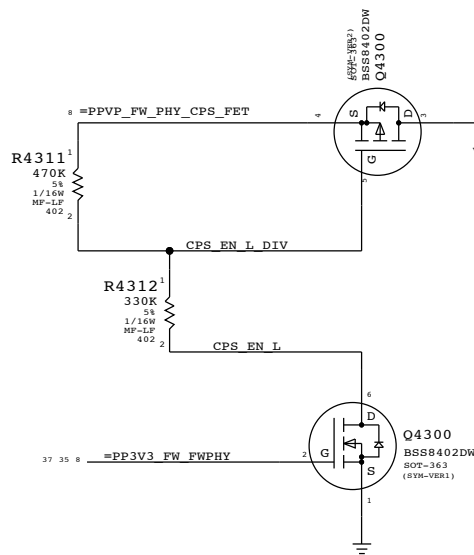 (SYM-VER2)
SOT-363
BSS8402DW
Q4300
8 =PPVP_FW_PHY_CPS_FET
4 S D 3
G
5
R4311 1
470K
5%
1/16W
MF-LF
402 2
CPS_EN_L_DIV
R4312 1
330K
5%
1/16W
MF-LF
402
2
CPS_EN_L
6
D
Q4300
BSS8402DW
SOT-363
(SYM-VER1)
37 35 8 =PP3V3_FW_FWPHY 2 G
S
1